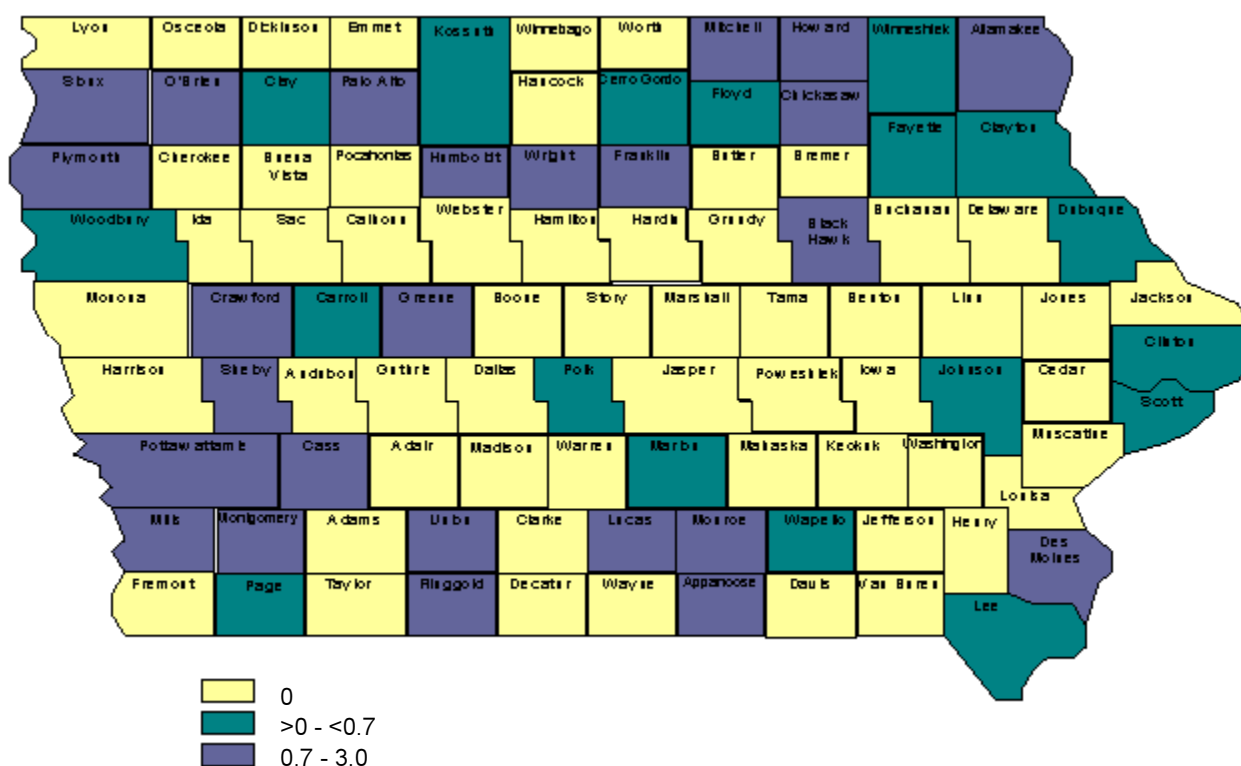 Lyon Osceola Dickinson Emmet Kossuth Winnebago Worth Mitchell Howard Winneshiek Allamakee
Sioux O'Brien Clay Palo Alto Hancock Cerro Gordo Floyd Chickasaw
Fayette Clayton
Plymouth Cherokee Buena Vista Pocahontas Humboldt Wright Franklin Butler Bremer
Woodbury Ida Sac Calhoun Webster Hamilton Hardin Grundy Black Hawk Buchanan Delaware Dubuque
Monona Crawford Carroll Greene Boone Story Marshall Tama Benton Linn Jones Jackson
Clinton
Harrison Shelby Audubon Guthrie Dallas Polk Jasper Poweshiek Iowa Johnson Cedar
Scott
Pottawattamie Cass Adair Madison Warren Marion Mahaska Keokuk Washington Muscatine
Louisa
Mills Montgomery Adams Union Clarke Lucas Monroe Wapello Jefferson Henry Des Moines
Fremont Page Taylor Ringgold Decatur Wayne Appanoose Davis Van Buren Lee
0
>0 - <0.7
0.7 - 3.0